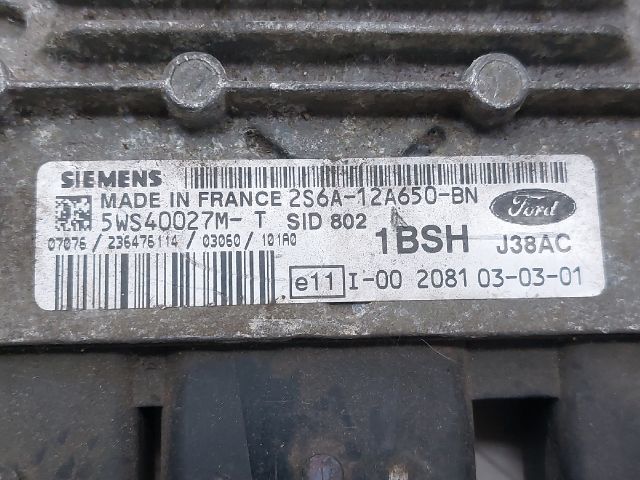 SIEMENS
MADE IN FRANCE 2S6A-12A650-BN
5WS40027M- T SID 802
07076 / 236476114 / 03060 / 101A0
1BSH J38AC
Ford
e11 I-00 2081 03-03-01